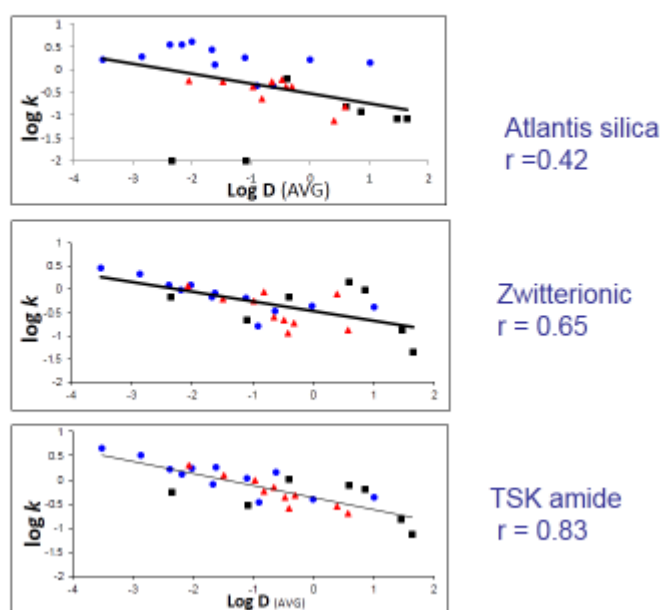 1
0.5
0
-0.5
-1
-1.5
-2
log k
-4 -3 -2 -1 0 1 2
Log D (AVG)
Atlantis silica
r =0.42
1
0.5
0
-0.5
-1
-1.5
-2
log k
-4 -3 -2 -1 0 1 2
Zwitterionic
r = 0.65
1
0.5
0
-0.5
-1
-1.5
-2
log k
-4 -3 -2 -1 0 1 2
Log D (AVG)
TSK amide
r = 0.83